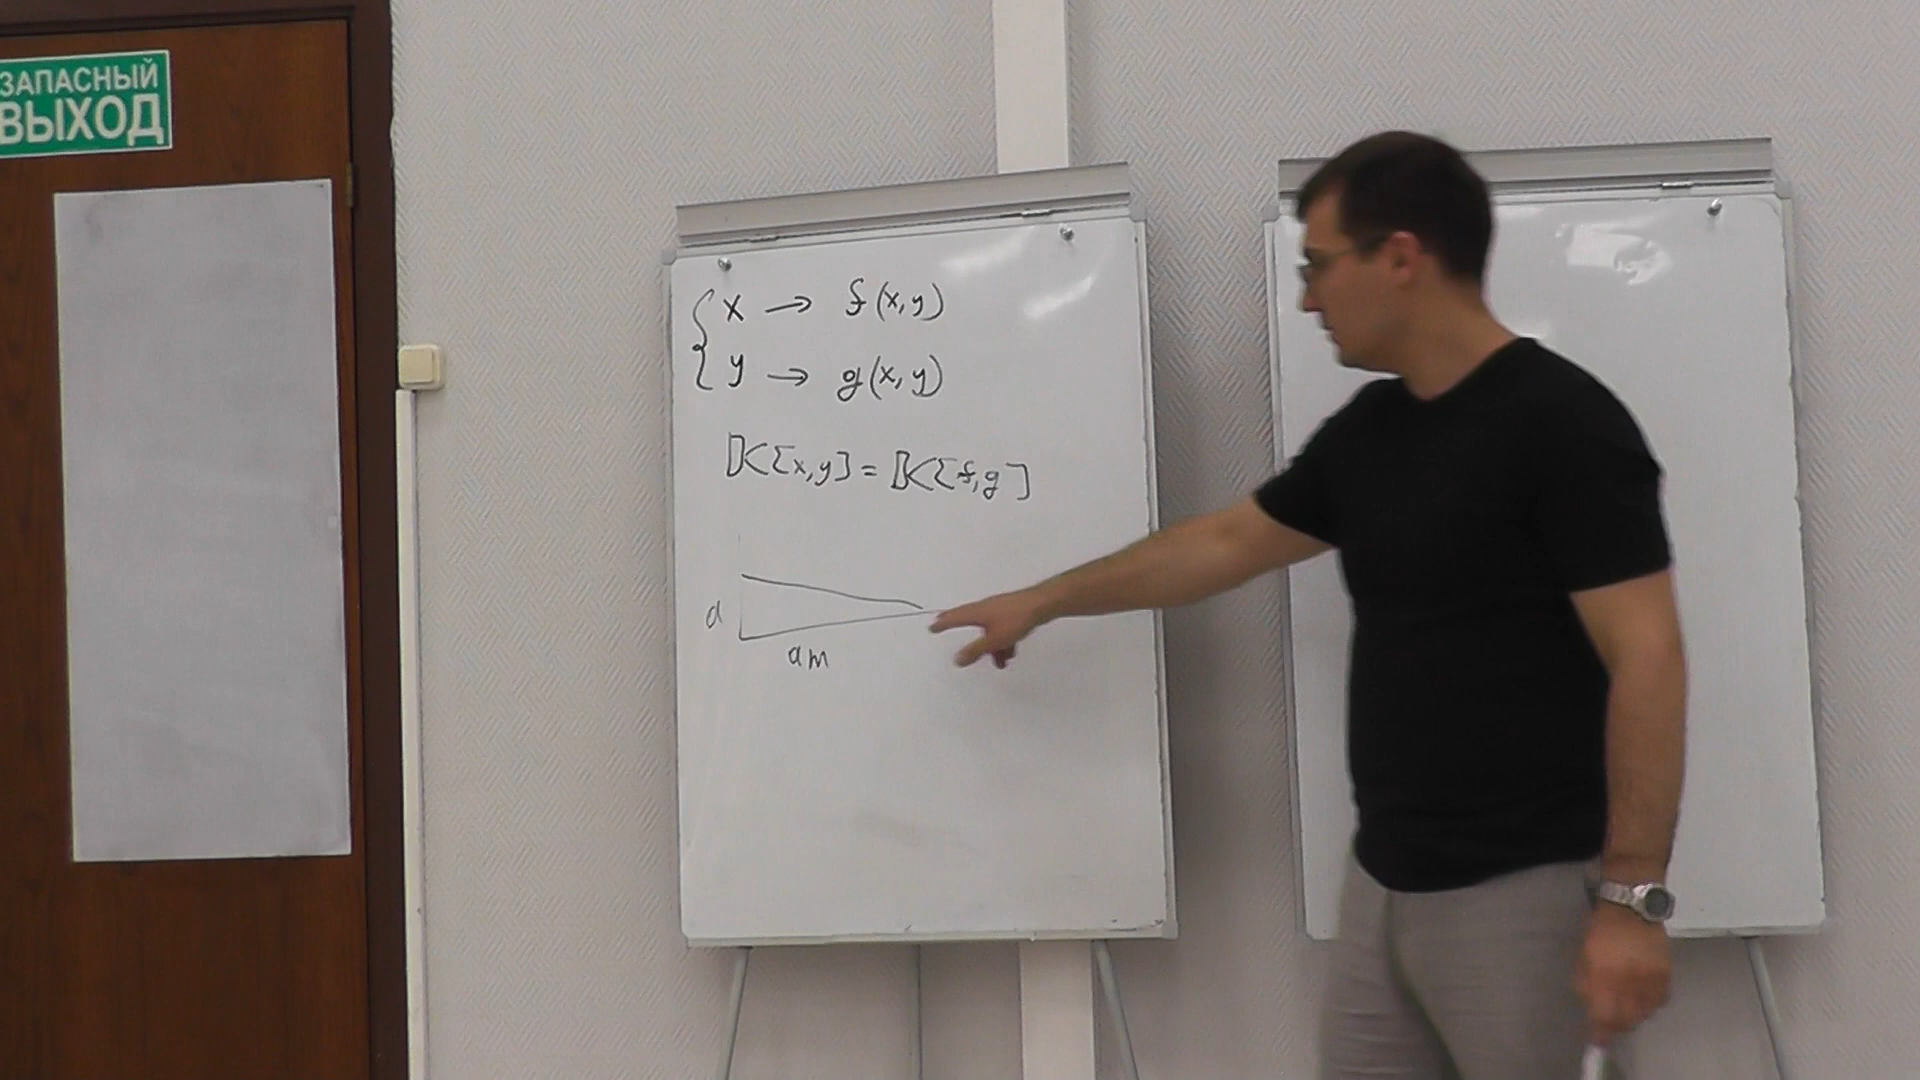 ЗАПАСНЫЙ
ВЫХОД
{ x → f(x,y)
y → g(x,y)
𝕂[x,y] = 𝕂[f,g]
d
am